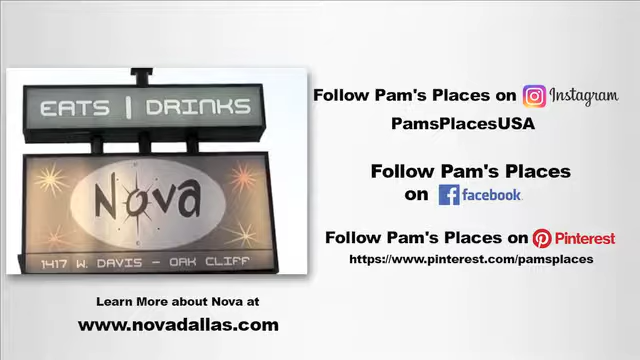 EATS | DRINKS
Nova
1417 W. DAVIS - OAK CLIFF
Learn More about Nova at
www.novadallas.com
Follow Pam's Places on Instagram
PamsPlacesUSA
Follow Pam's Places
on facebook
Follow Pam's Places on Pinterest
https://www.pinterest.com/pamsplaces